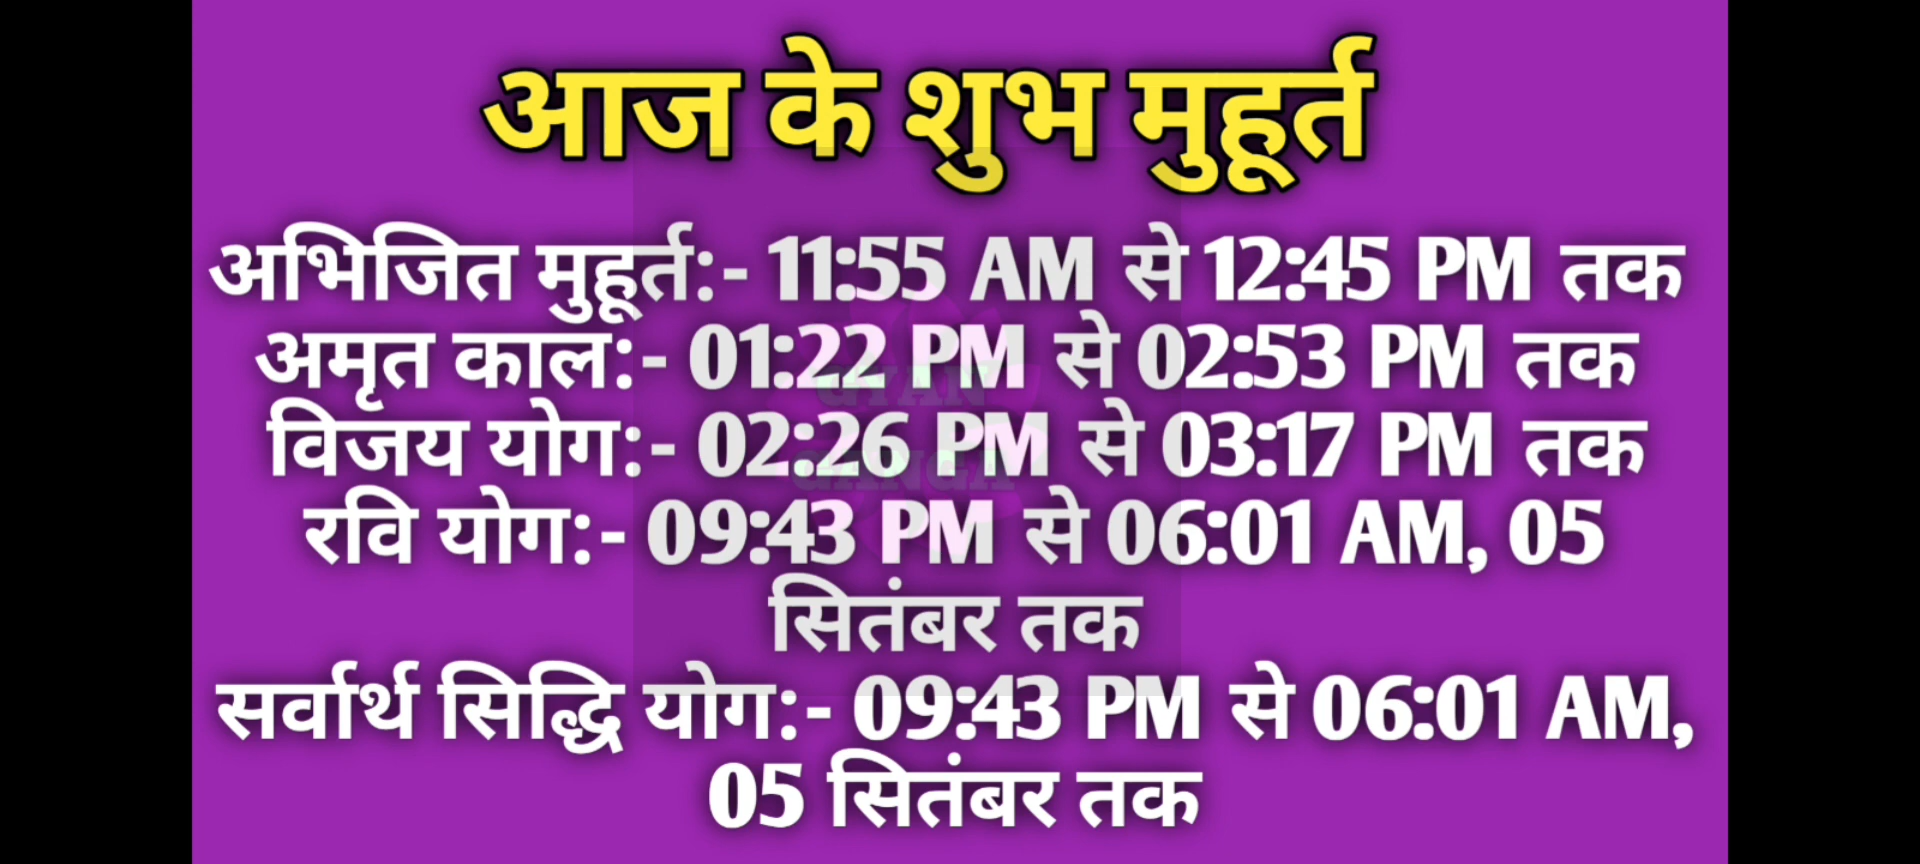 आज के शुभ मुहूर्त
अभिजित मुहूर्त:- 11:55 AM से 12:45 PM तक
अमृत काल:- 01:22 PM से 02:53 PM तक
विजय योग:- 02:26 PM से 03:17 PM तक
रवि योग:- 09:43 PM से 06:01 AM, 05
सितंबर तक
सर्वार्थ सिद्धि योग:- 09:43 PM से 06:01 AM,
05 सितंबर तक
GYAN
GANGA